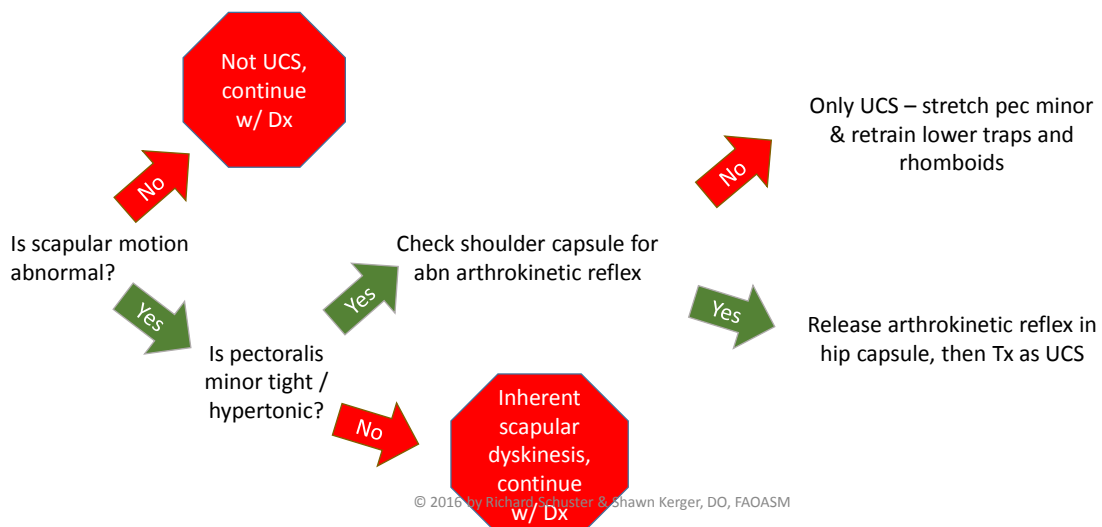 Not UCS,
continue
w/ Dx
No
Is scapular motion
abnormal?
Yes
Is pectoralis
minor tight /
hypertonic?
Yes
No
Inherent
scapular
dyskinesis,
continue
w/ Dx
Check shoulder capsule for
abn arthrokinetic reflex
No
Only UCS – stretch pec minor
& retrain lower traps and
rhomboids
Yes
Release arthrokinetic reflex in
hip capsule, then Tx as UCS
© 2016 by Richard Schuster & Shawn Kerger, DO, FAOASM